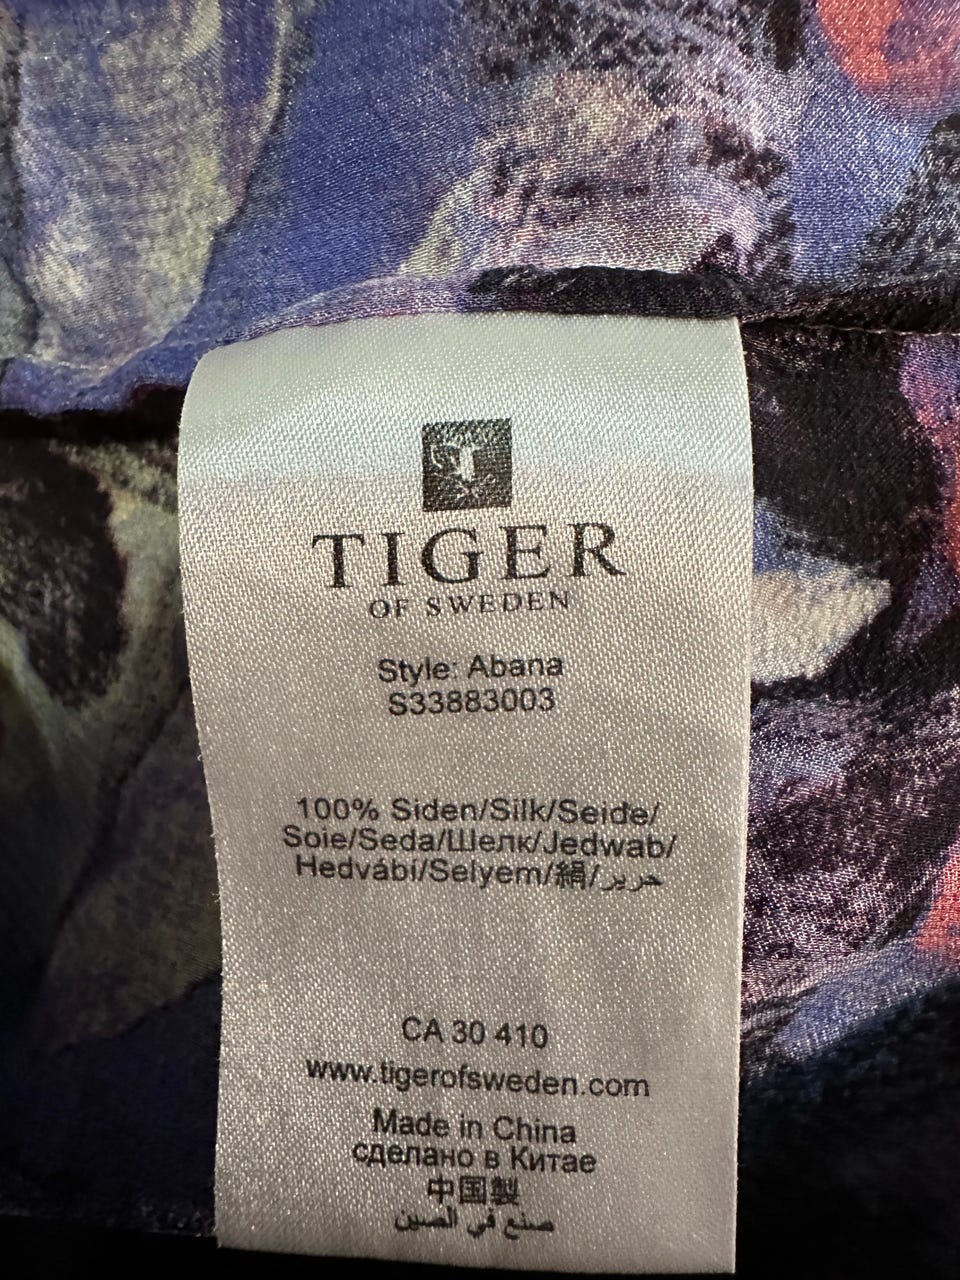 TIGER
OF SWEDEN
Style: Abana
S33883003
100% Siden/Silk/Seide/
Soie/Seda/Шелк/Jedwab/
Hedvábí/Selyem/絹/حرير
CA 30 410
www.tigerofsweden.com
Made in China
сделано в Китае
中国製
صنع في الصين